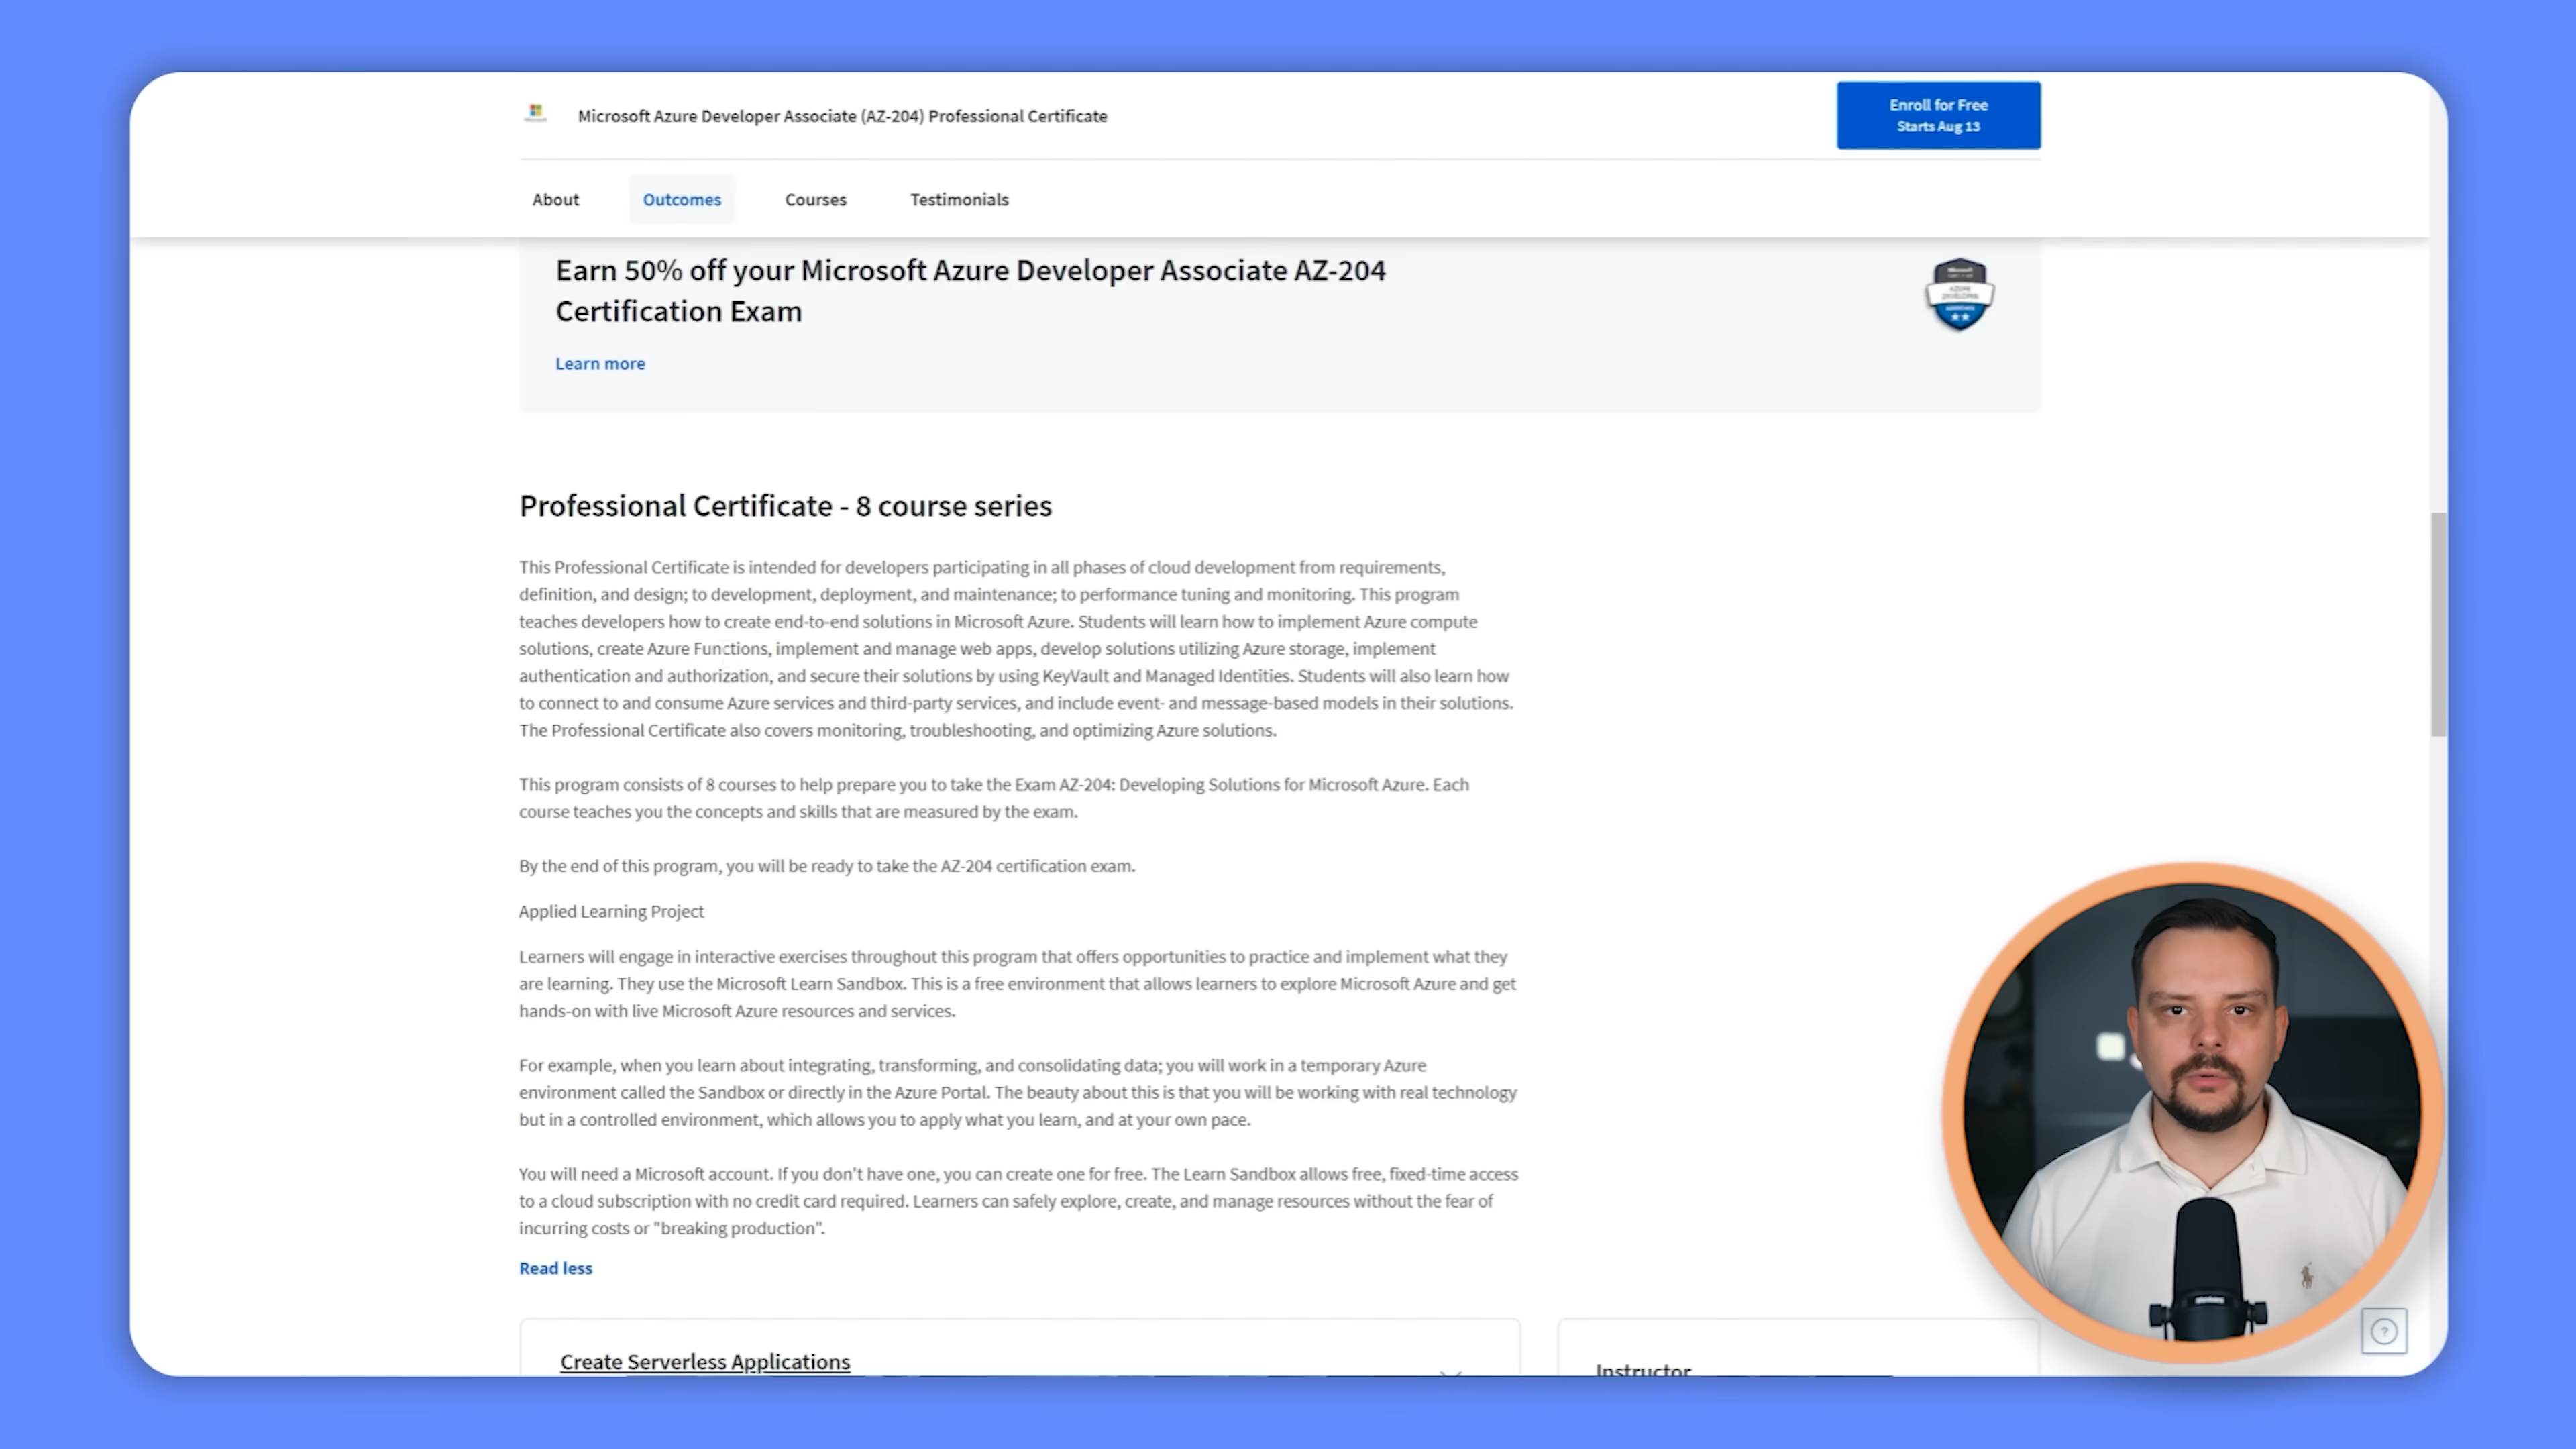 Microsoft Azure Developer Associate (AZ-204) Professional Certificate
Enroll for Free
Starts Aug 13
About
Outcomes
Courses
Testimonials
Earn 50% off your Microsoft Azure Developer Associate AZ-204
Certification Exam
Learn more
AZURE
DEVELOPER
ASSOCIATE
Professional Certificate - 8 course series
This Professional Certificate is intended for developers participating in all phases of cloud development from requirements,
definition, and design; to development, deployment, and maintenance; to performance tuning and monitoring. This program
teaches developers how to create end-to-end solutions in Microsoft Azure. Students will learn how to implement Azure compute
solutions, create Azure Functions, implement and manage web apps, develop solutions utilizing Azure storage, implement
authentication and authorization, and secure their solutions by using KeyVault and Managed Identities. Students will also learn how
to connect to and consume Azure services and third-party services, and include event- and message-based models in their solutions.
The Professional Certificate also covers monitoring, troubleshooting, and optimizing Azure solutions.
This program consists of 8 courses to help prepare you to take the Exam AZ-204: Developing Solutions for Microsoft Azure. Each
course teaches you the concepts and skills that are measured by the exam.
By the end of this program, you will be ready to take the AZ-204 certification exam.
Applied Learning Project
Learners will engage in interactive exercises throughout this program that offers opportunities to practice and implement what they
are learning. They use the Microsoft Learn Sandbox. This is a free environment that allows learners to explore Microsoft Azure and get
hands-on with live Microsoft Azure resources and services.
For example, when you learn about integrating, transforming, and consolidating data; you will work in a temporary Azure
environment called the Sandbox or directly in the Azure Portal. The beauty about this is that you will be working with real technology
but in a controlled environment, which allows you to apply what you learn, and at your own pace.
You will need a Microsoft account. If you don't have one, you can create one for free. The Learn Sandbox allows free, fixed-time access
to a cloud subscription with no credit card required. Learners can safely explore, create, and manage resources without the fear of
incurring costs or "breaking production".
Read less
Create Serverless Applications
Instructor
?